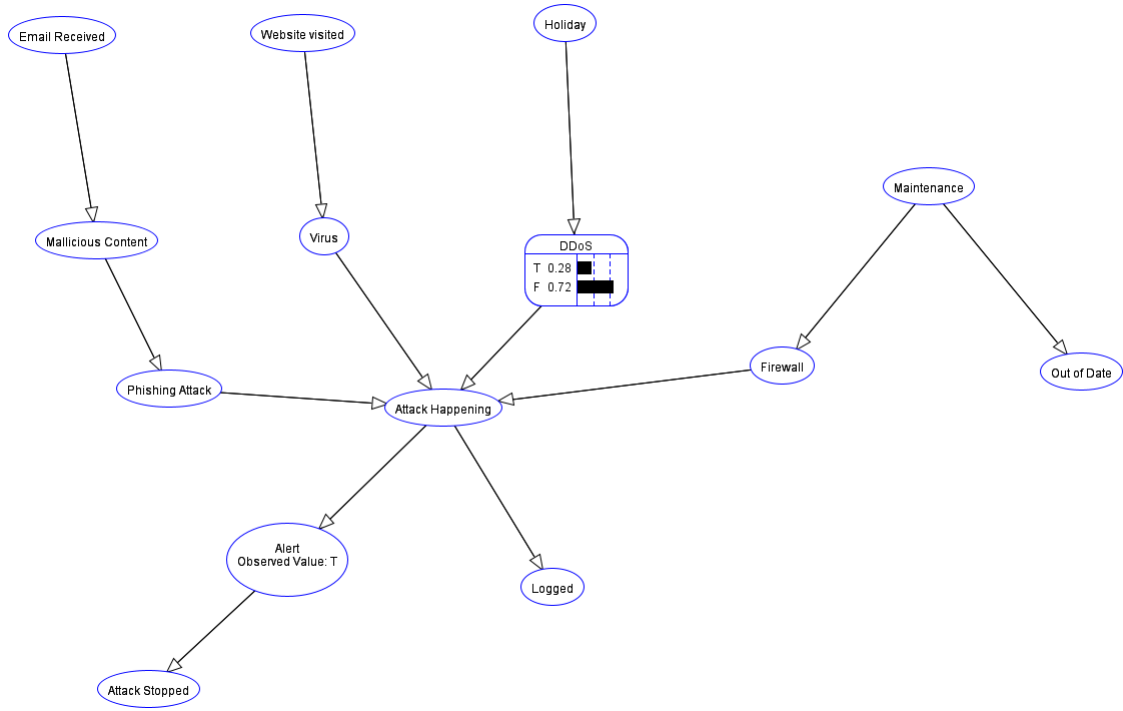 Email Received
Website visited
Holiday
Maintenance
Mallicious Content
Virus
DDoS
T 0.28
F 0.72
Firewall
Out of Date
Phishing Attack
Attack Happening
Alert
Observed Value: T
Logged
Attack Stopped